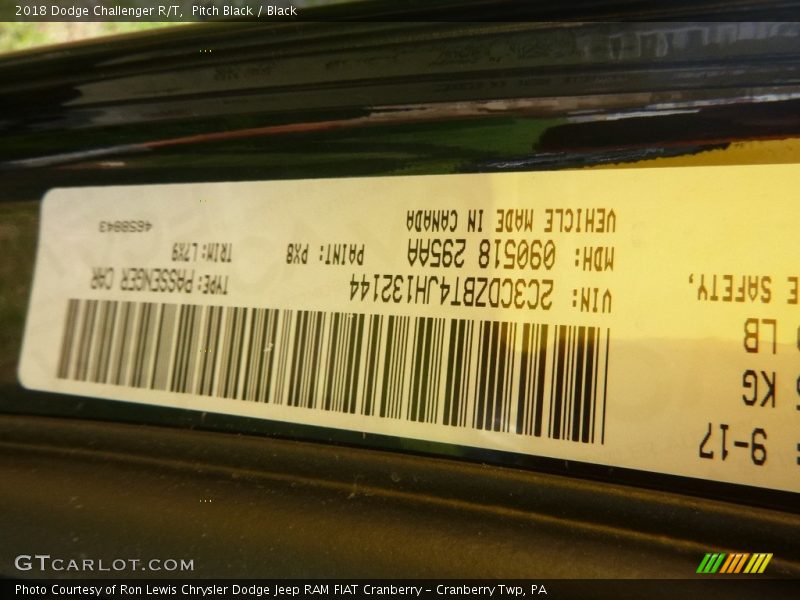 2018 Dodge Challenger R/T, Pitch Black / Black
9-17
KG
LB
SAFETY,
VIN: 2C3CDZBT4JH132144
TYPE: PASSENGER CAR
MDH: 090518 295AA
PAINT: PX8
TRIM: L7X9
VEHICLE MADE IN CANADA
4658843
GTCARLOT.COM
Photo Courtesy of Ron Lewis Chrysler Dodge Jeep RAM FIAT Cranberry – Cranberry Twp, PA